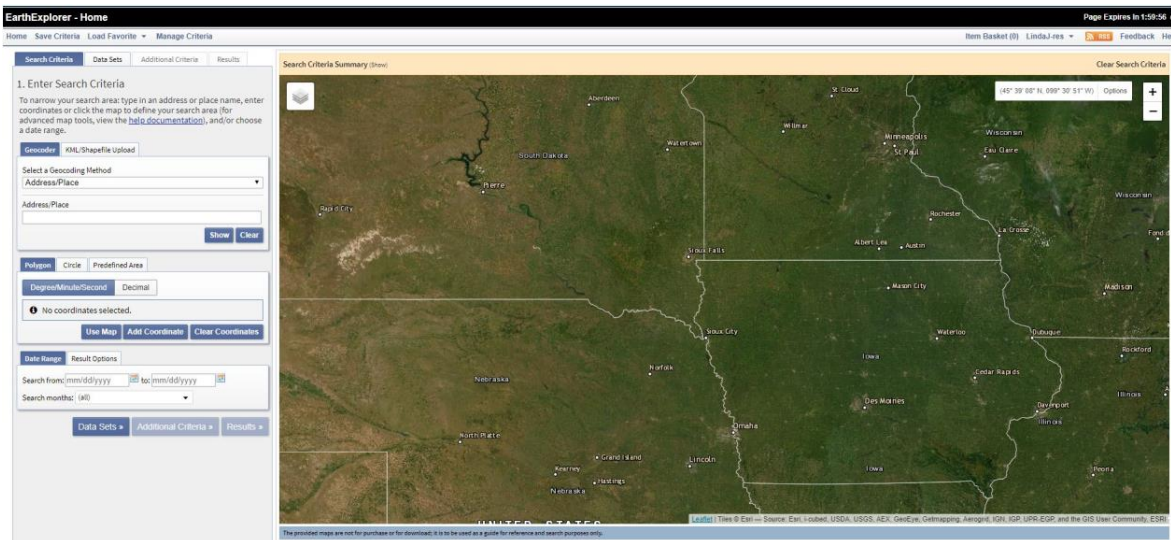 EarthExplorer - Home
Page Expires In 1:59:56
Home Save Criteria Load Favorite Manage Criteria
Item Basket (0) LindaJ-res RSS Feedback He
Search Criteria Data Sets Additional Criteria Results
1. Enter Search Criteria
To narrow your search area: type in an address or place name, enter
coordinates or click the map to define your search area (for
advanced map tools, view the help documentation), and/or choose
a date range.
Geocoder KML/Shapefile Upload
Select a Geocoding Method
Address/Place
Address/Place
Show Clear
Polygon Circle Predefined Area
Degree/Minute/Second Decimal
No coordinates selected.
Use Map Add Coordinate Clear Coordinates
Date Range Result Options
Search from: mm/dd/yyyy to: mm/dd/yyyy
Search months: (all)
Data Sets » Additional Criteria » Results »
Search Criteria Summary (Show)
Clear Search Criteria
(45° 39' 08" N, 099° 30' 51" W) Options
+
−
St Cloud
Aberdeen
Willmar
Minneapolis
Wisconsin
Watertown
St. Paul
Eau Claire
South Dakota
Pierre
Wisconsin
Rapid City
Rochester
La Crosse
Fond d
Albert Lea
Austin
Sioux Falls
Mason City
Madison
Sioux City
Waterloo
Dubuque
Rockford
Iowa
Norfolk
Cedar Rapids
Nebraska
Illinois
Des Moines
Davenport
Illinois
Omaha
North Platte
Grand Island
Lincoln
Kearney
Iowa
Peoria
Hastings
Nebraska
UNITED STATES
Leaflet | Tiles © Esri — Source: Esri, i-cubed, USDA, USGS, AEX, GeoEye, Getmapping, Aerogrid, IGN, IGP, UPR-EGP, and the GIS User Community, ESRI
The provided maps are not for purchase or for download; it is to be used as a guide for reference and search purposes only.